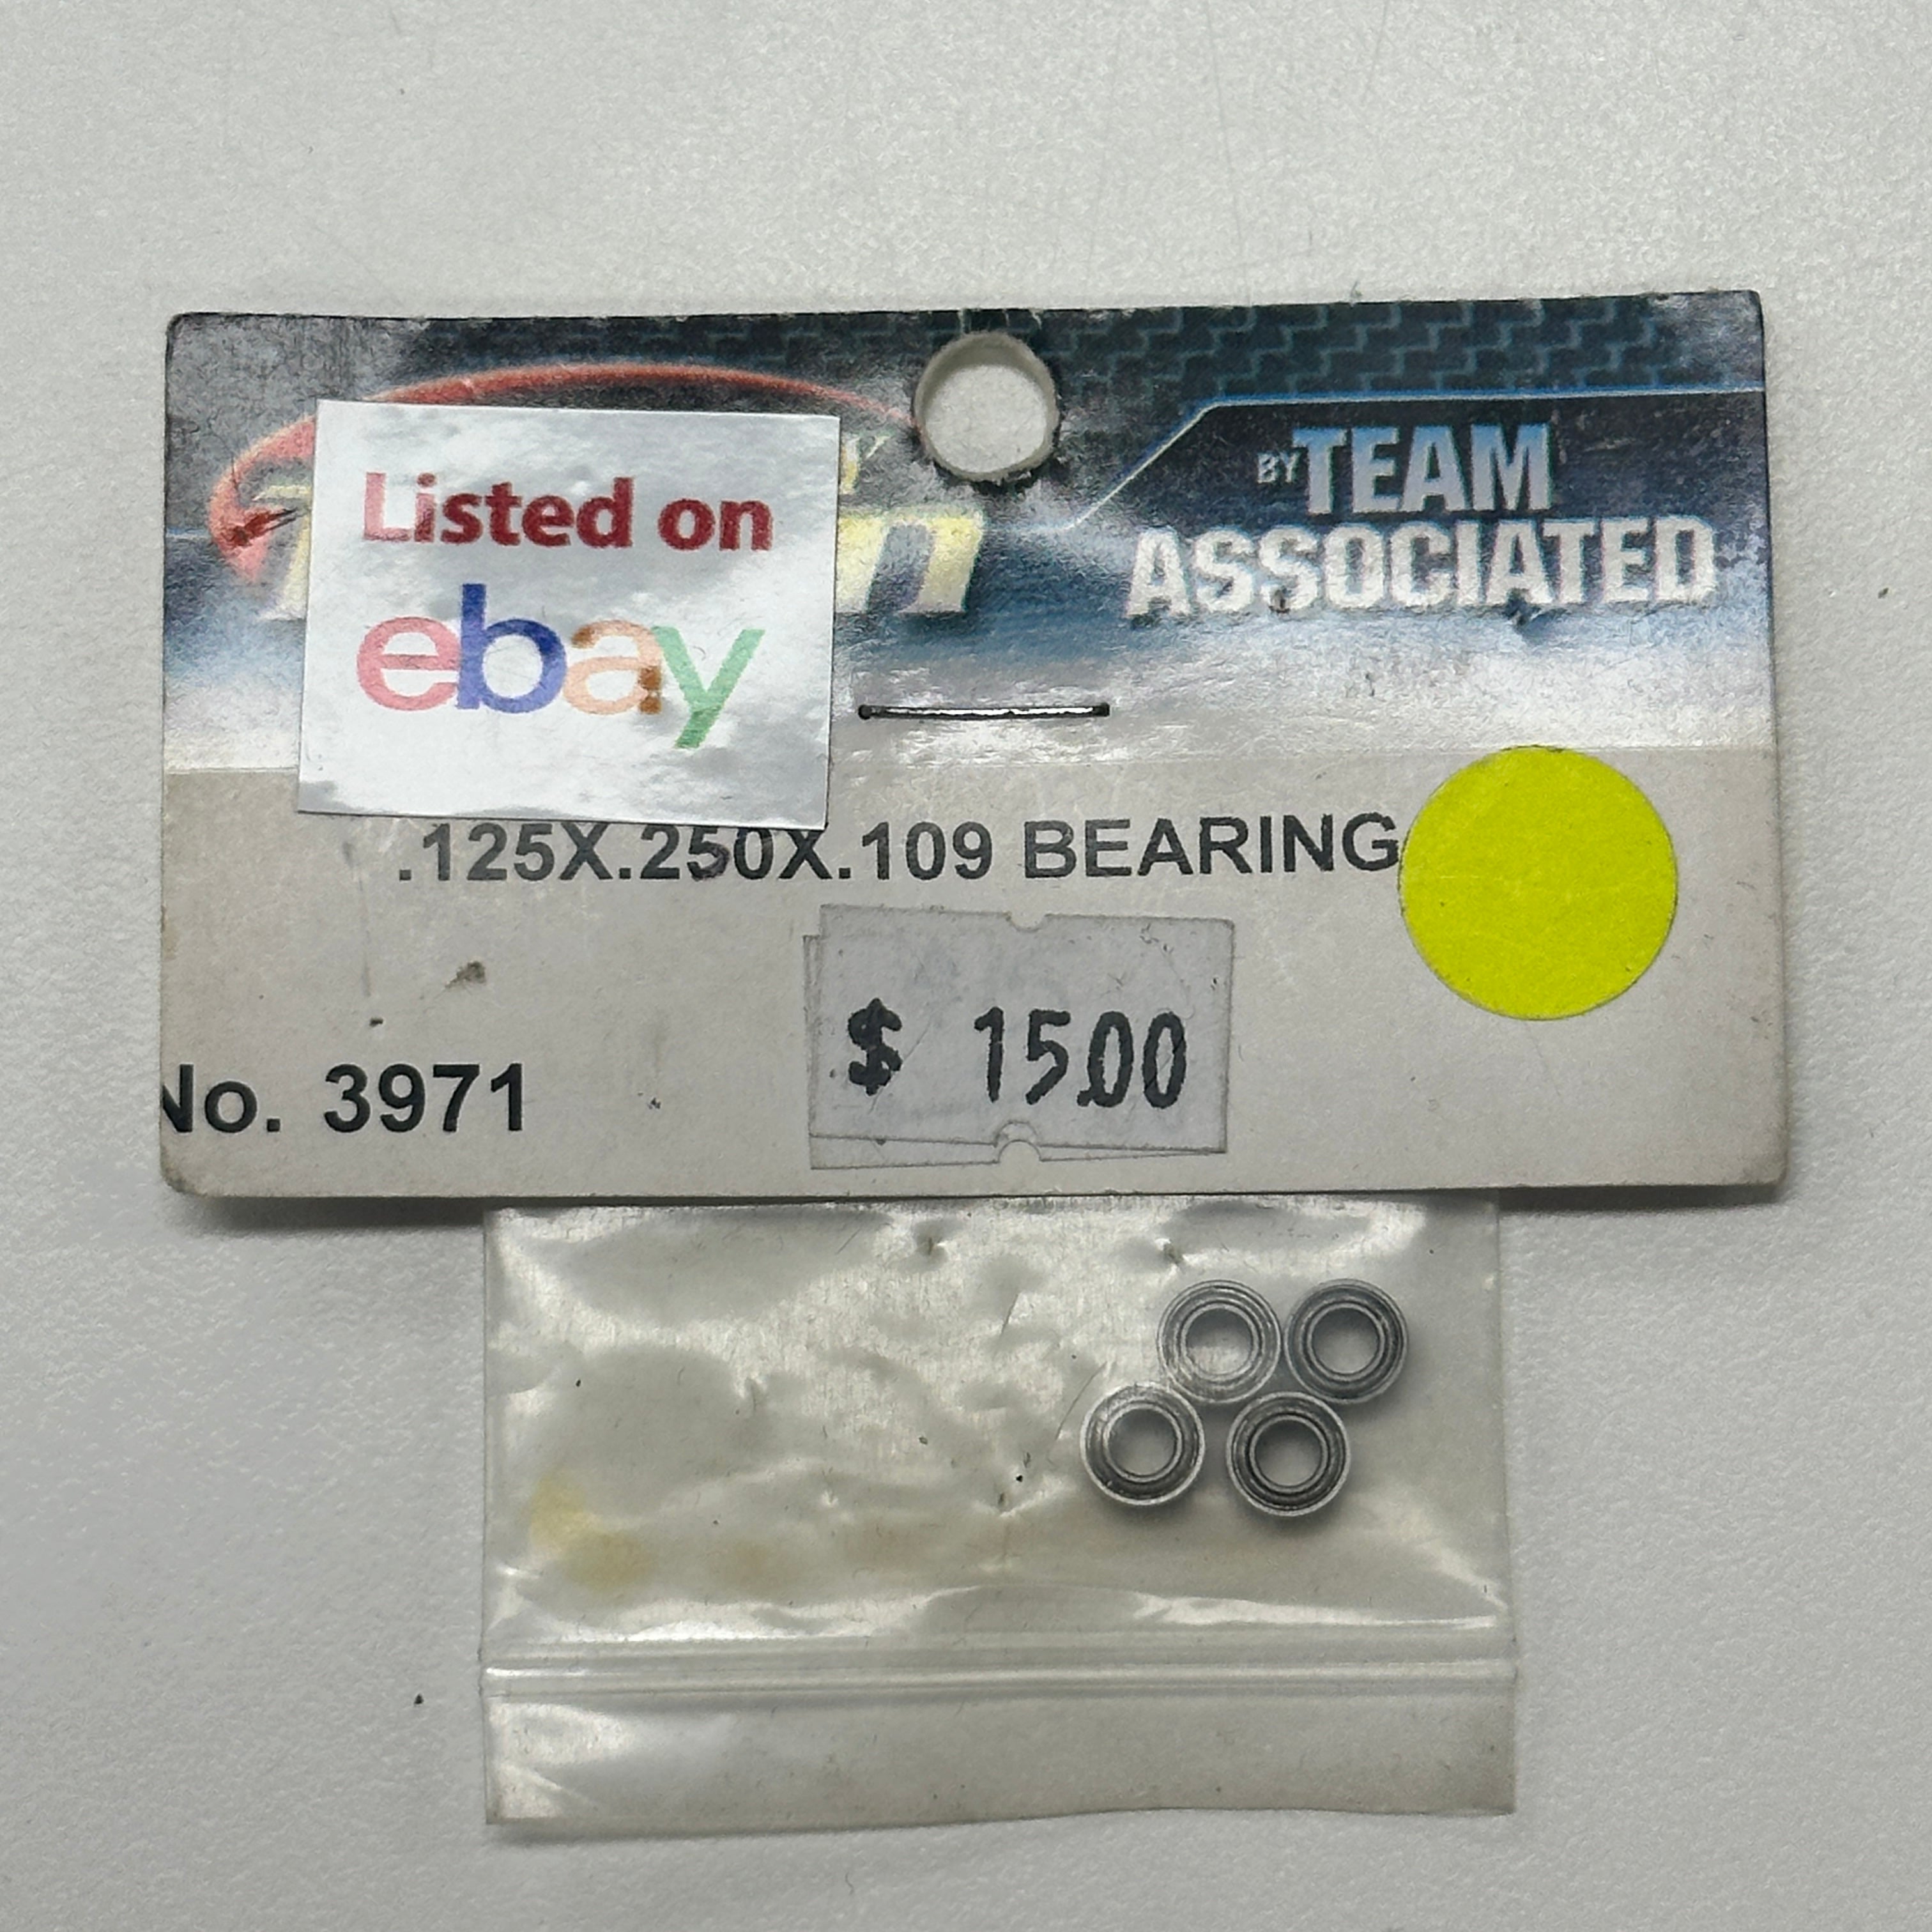 Listed on
ebay
BY TEAM
ASSOCIATED
.125X.250X.109 BEARING
$ 15.00
No. 3971